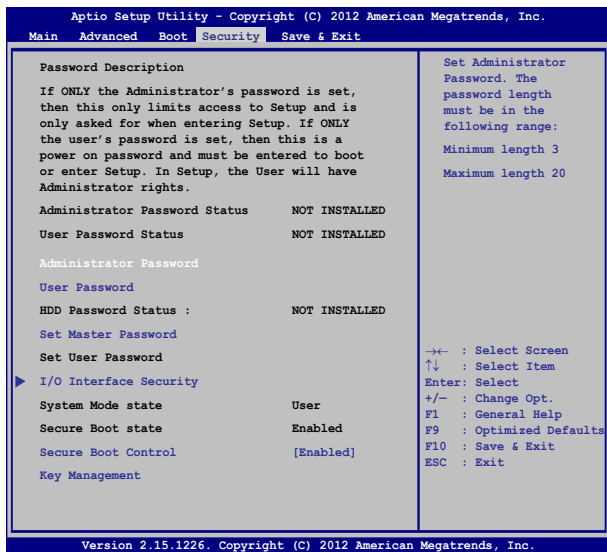 Aptio Setup Utility - Copyright (C) 2012 American Megatrends, Inc.
Main Advanced Boot Security Save & Exit
Password Description
If ONLY the Administrator's password is set,
then this only limits access to Setup and is
only asked for when entering Setup. If ONLY
the user's password is set, then this is a
power on password and must be entered to boot
or enter Setup. In Setup, the User will have
Administrator rights.
Administrator Password Status NOT INSTALLED
User Password Status NOT INSTALLED
Administrator Password
User Password
HDD Password Status : NOT INSTALLED
Set Master Password
Set User Password
I/O Interface Security
System Mode state User
Secure Boot state Enabled
Secure Boot Control [Enabled]
Key Management
Set Administrator
Password. The
password length
must be in the
following range:
Minimum length 3
Maximum length 20
→← : Select Screen
↑↓ : Select Item
Enter: Select
+/— : Change Opt.
F1 : General Help
F9 : Optimized Defaults
F10 : Save & Exit
ESC : Exit
Version 2.15.1226. Copyright (C) 2012 American Megatrends, Inc.